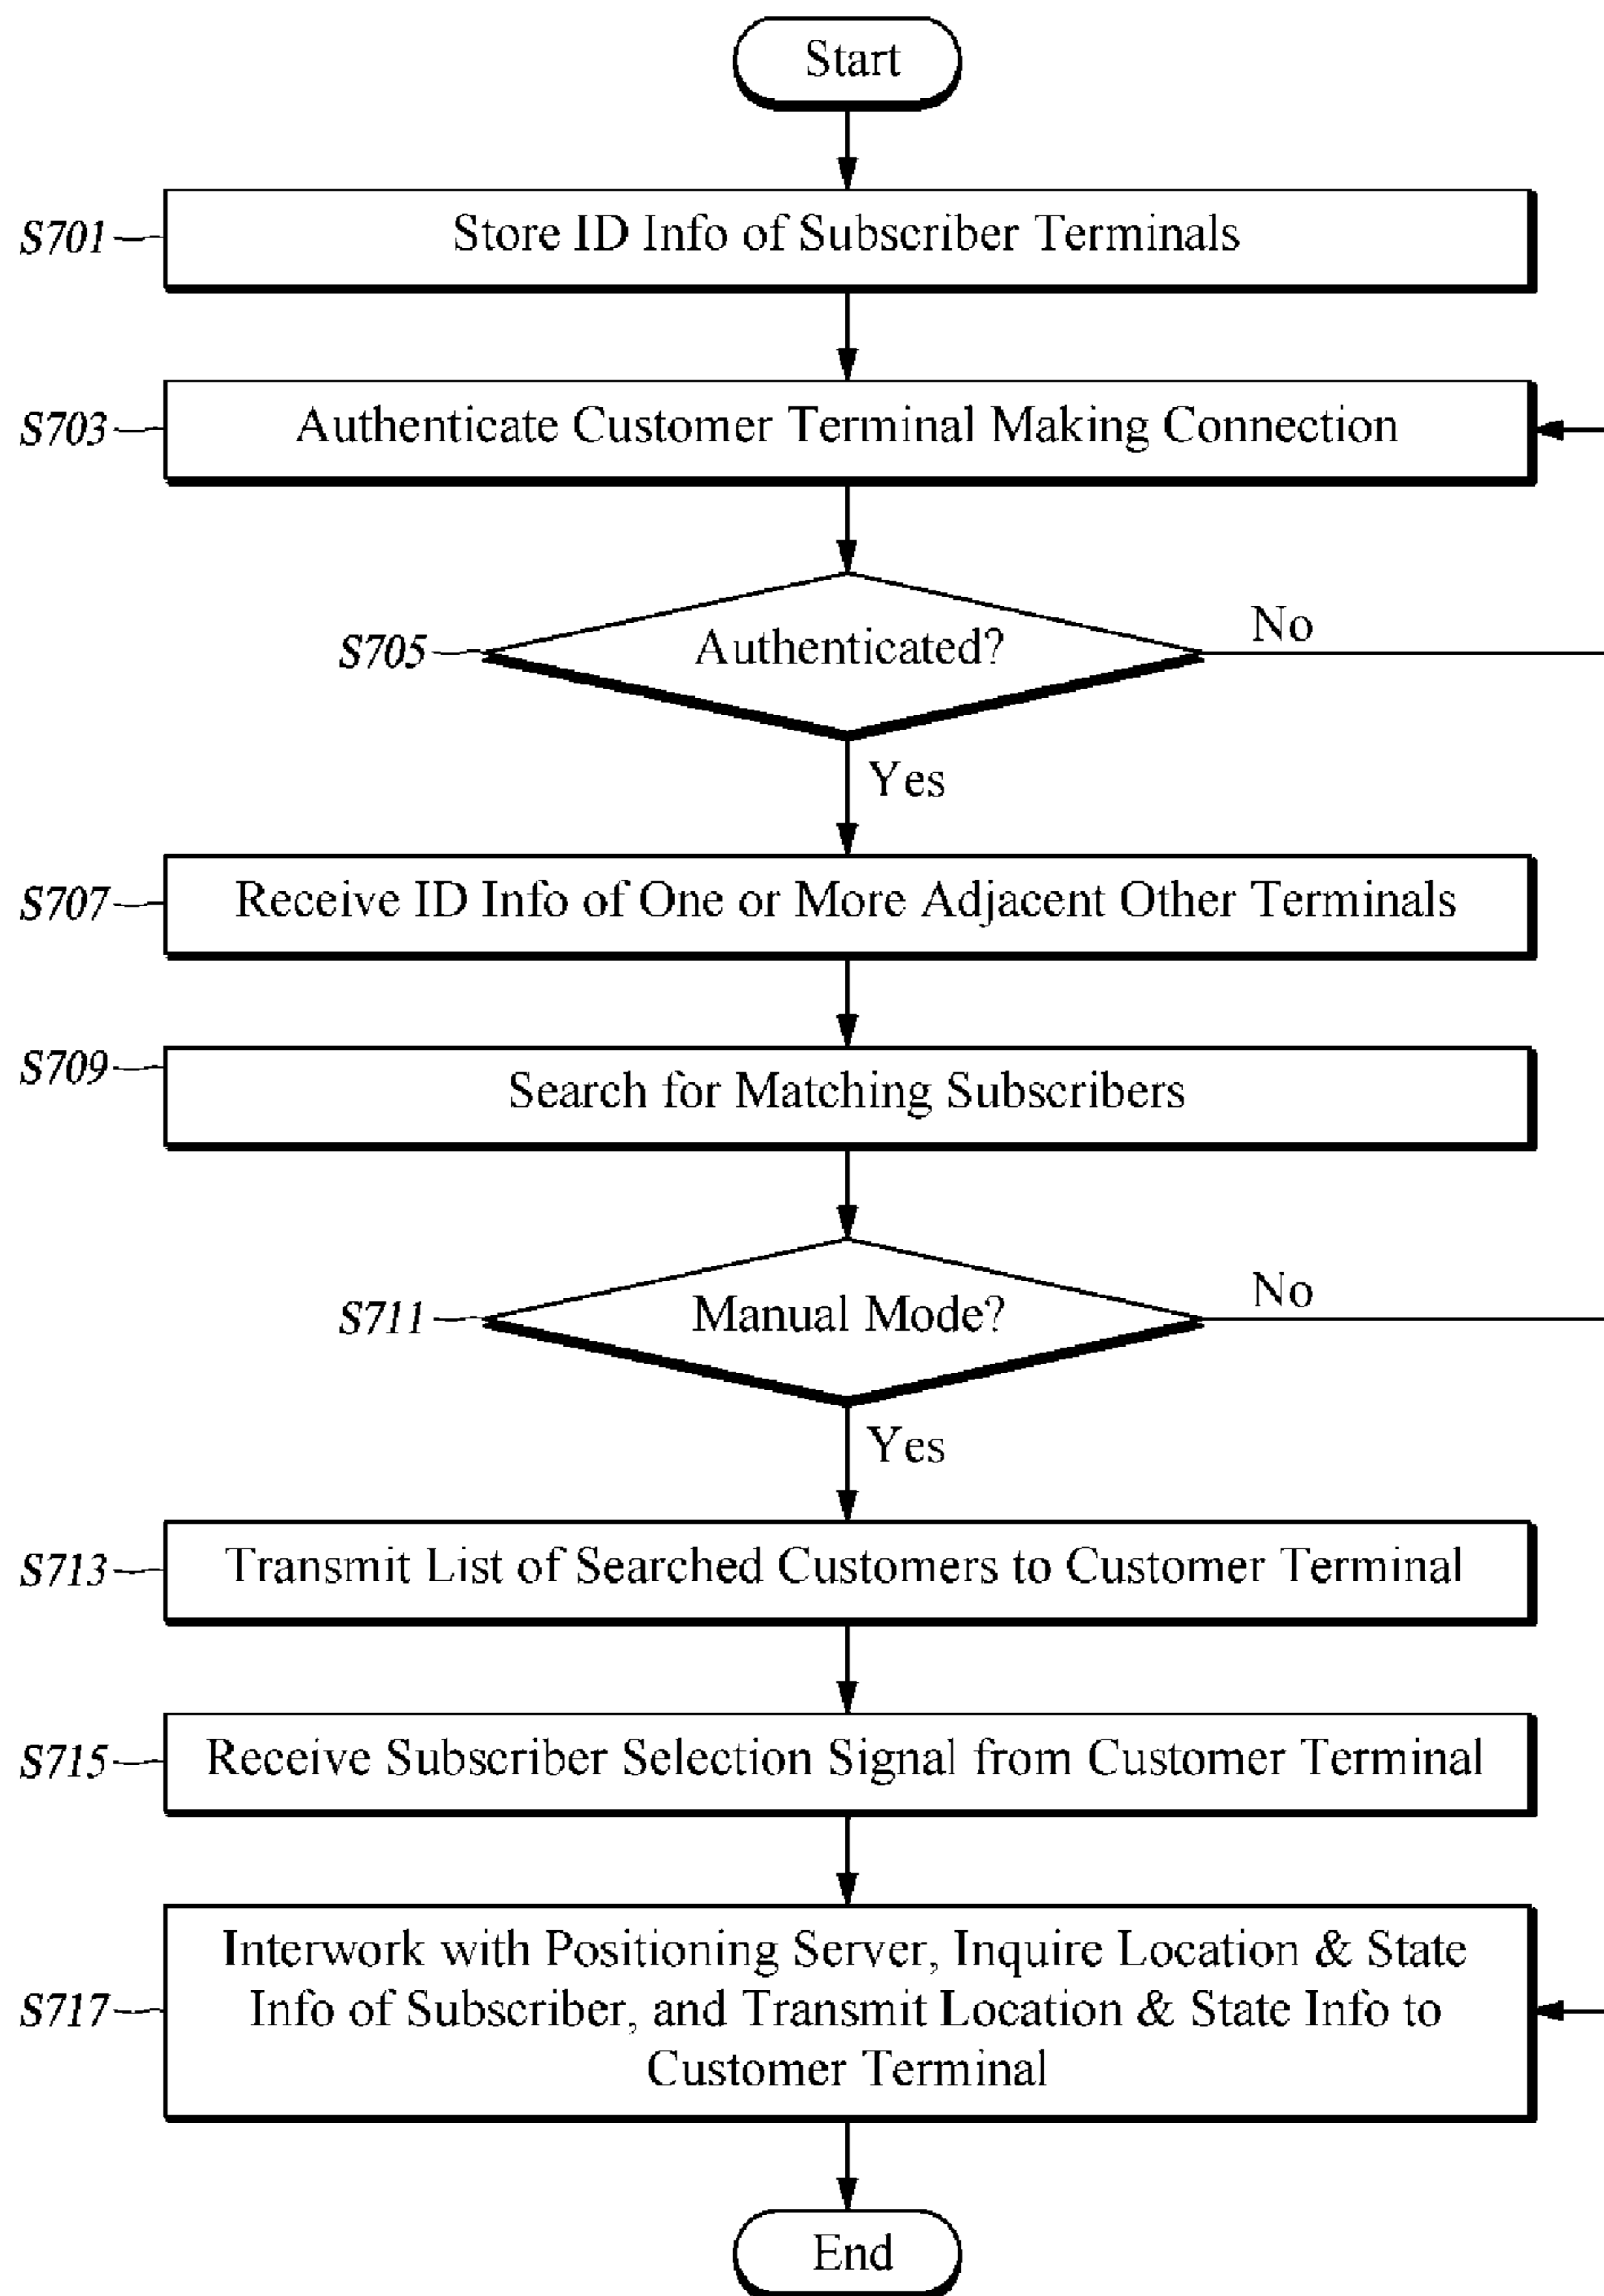 Start
S701
Store ID Info of Subscriber Terminals
S703
Authenticate Customer Terminal Making Connection
S705
Authenticated?
No
Yes
S707
Receive ID Info of One or More Adjacent Other Terminals
S709
Search for Matching Subscribers
S711
Manual Mode?
No
Yes
S713
Transmit List of Searched Customers to Customer Terminal
S715
Receive Subscriber Selection Signal from Customer Terminal
S717
Interwork with Positioning Server, Inquire Location & State
Info of Subscriber, and Transmit Location & State Info to
Customer Terminal
End